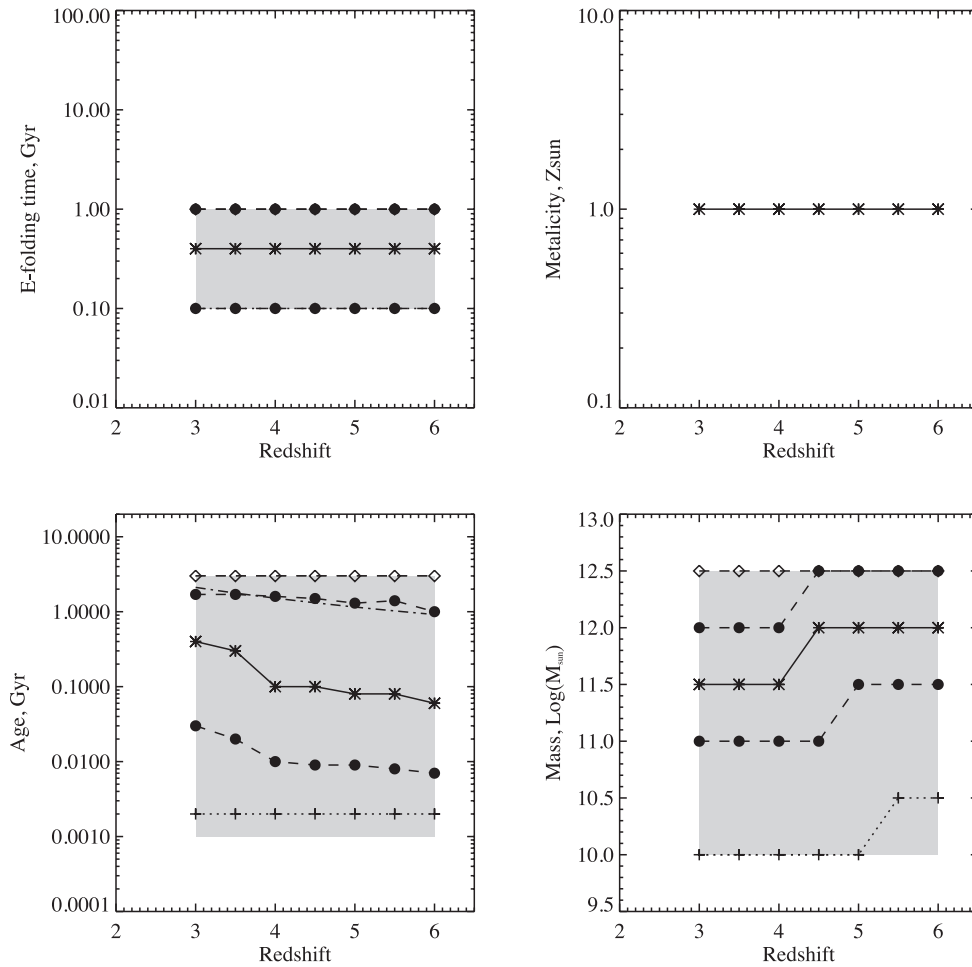 100.00
10.00
1.00
0.10
0.01
E-folding time, Gyr
2 3 4 5 6
Redshift
10.0
1.0
0.1
Metalicity, Zsun
2 3 4 5 6
Redshift
10.0000
1.0000
0.1000
0.0100
0.0010
0.0001
Age, Gyr
2 3 4 5 6
Redshift
13.0
12.5
12.0
11.5
11.0
10.5
10.0
9.5
Mass, Log(Msun)
2 3 4 5 6
Redshift